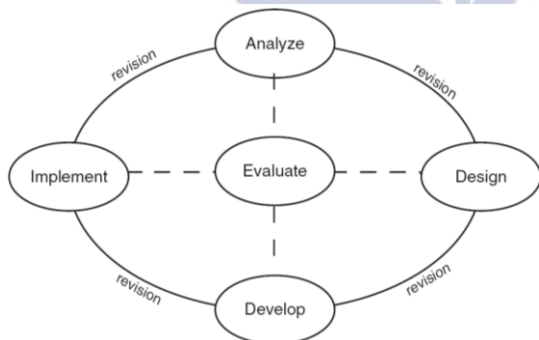 Analyze
revision
revision
Implement
Evaluate
Design
revision
revision
Develop